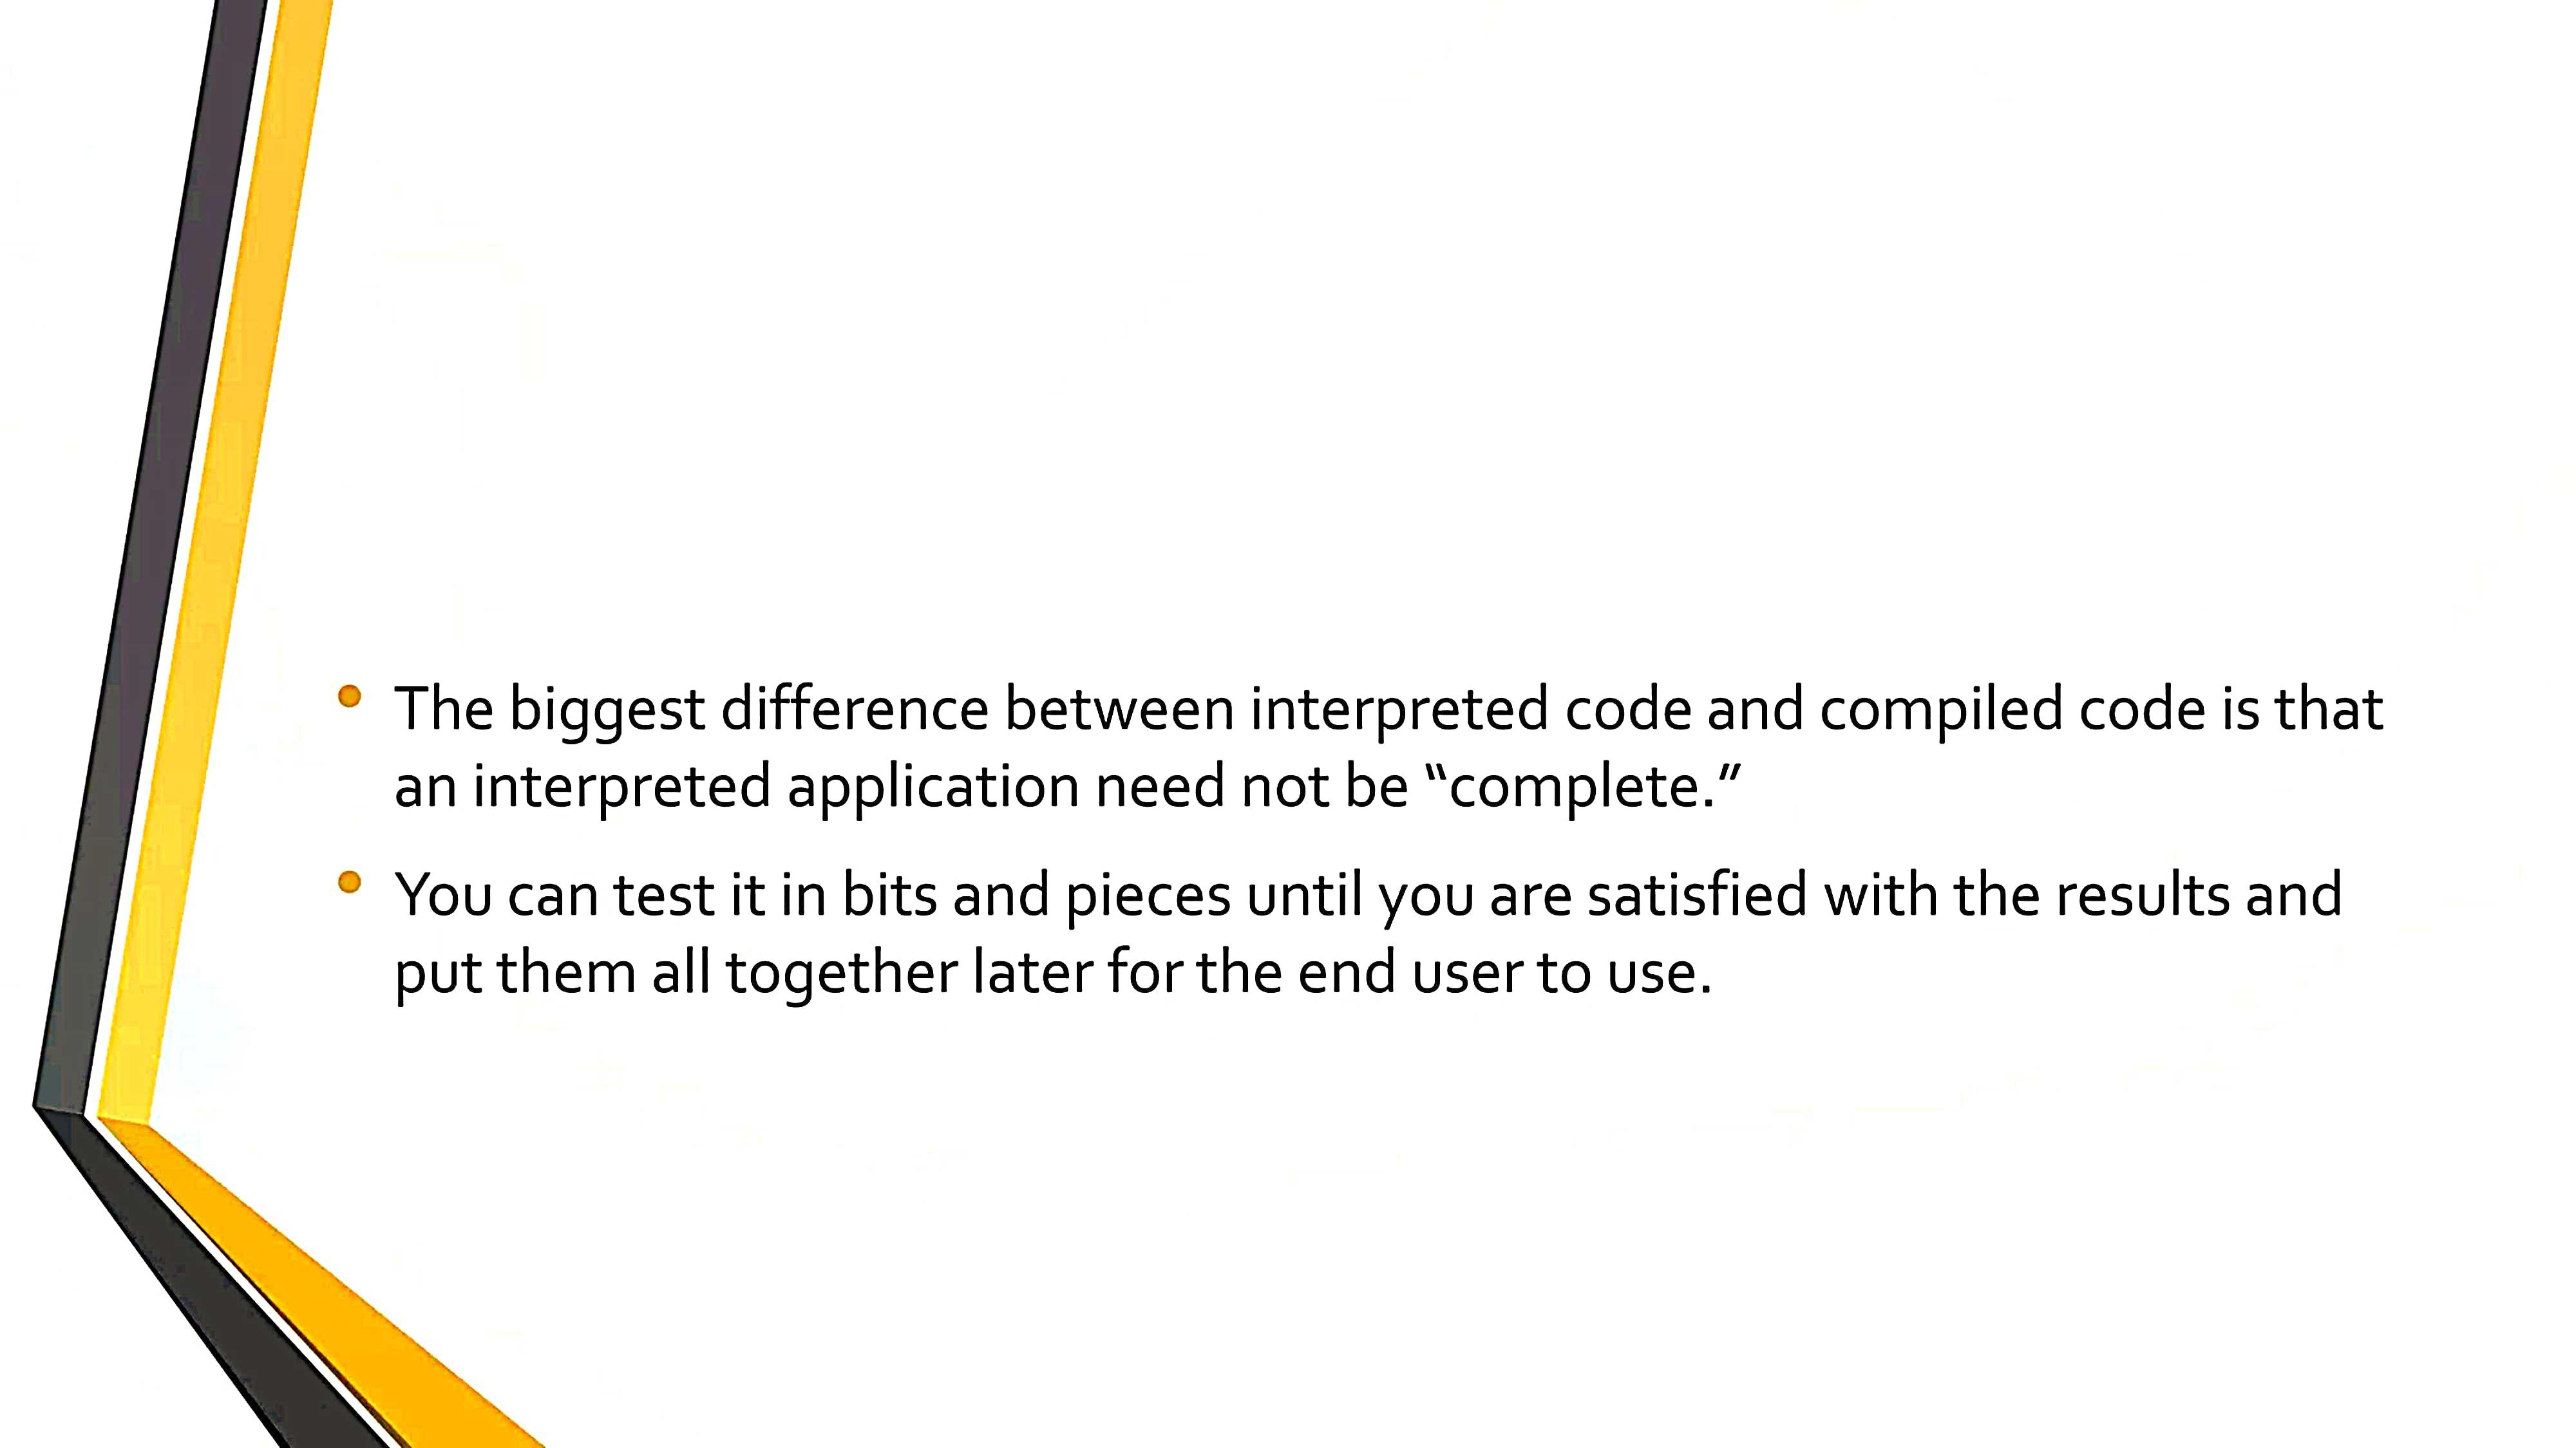 • The biggest difference between interpreted code and compiled code is that
an interpreted application need not be “complete.”
• You can test it in bits and pieces until you are satisfied with the results and
put them all together later for the end user to use.